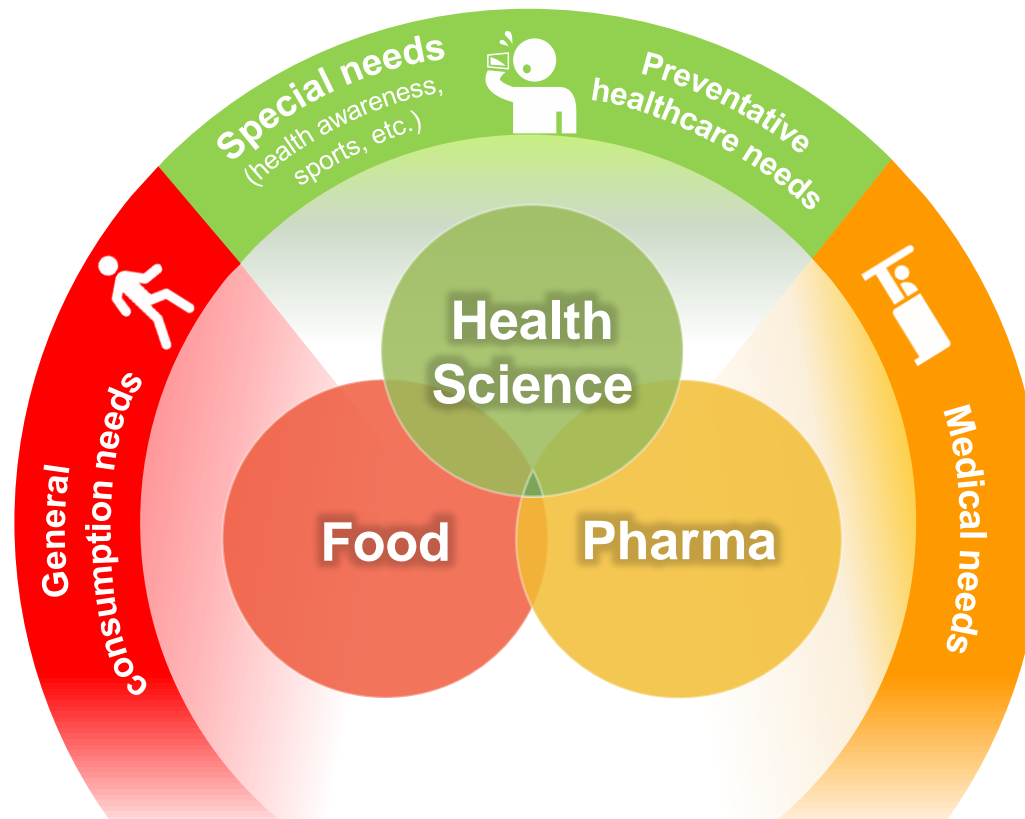 Special needs
(health awareness,
sports, etc.)
Preventative
healthcare needs
General
Consumption needs
Medical needs
Health
Science
Food
Pharma